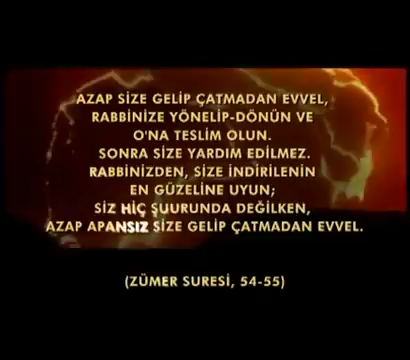 AZAP SİZE GELİP ÇATMADAN EVVEL,
RABBİNİZE YÖNELİP-DÖNÜN VE
O'NA TESLİM OLUN.
SONRA SİZE YARDIM EDİLMEZ.
RABBİNİZDEN, SİZE İNDİRİLENİN
EN GÜZELİNE UYUN;
SİZ HİÇ ŞUURUNDA DEĞİLKEN,
AZAP APANSIZ SİZE GELİP ÇATMADAN EVVEL.
(ZÜMER SURESİ, 54-55)